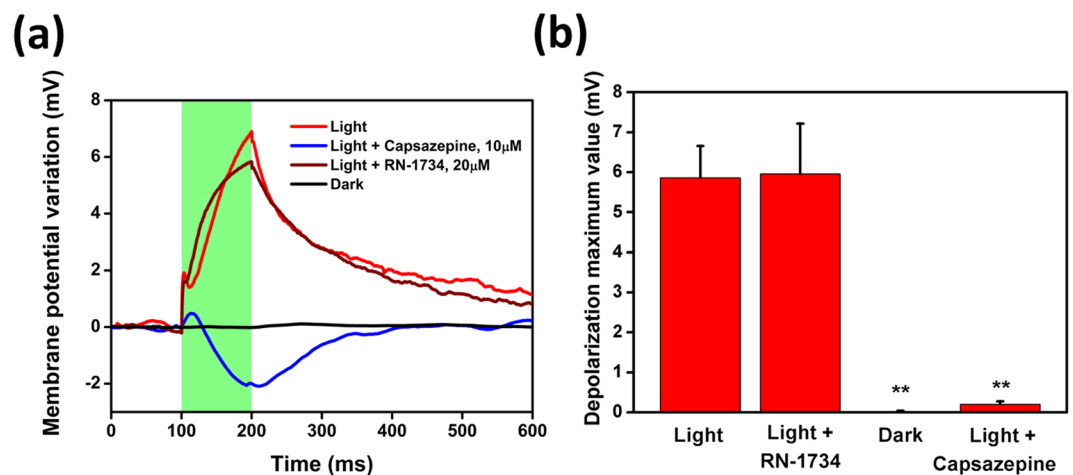 (a)
Membrane potential variation (mV)
8
6
4
2
0
-2
0 100 200 300 400 500 600
Time (ms)
Light
Light + Capsazepine, 10μM
Light + RN-1734, 20μM
Dark
(b)
Depolarization maximum value (mV)
8
7
6
5
4
3
2
1
0
**
**
Light
Light +
RN-1734
Dark
Light +
Capsazepine